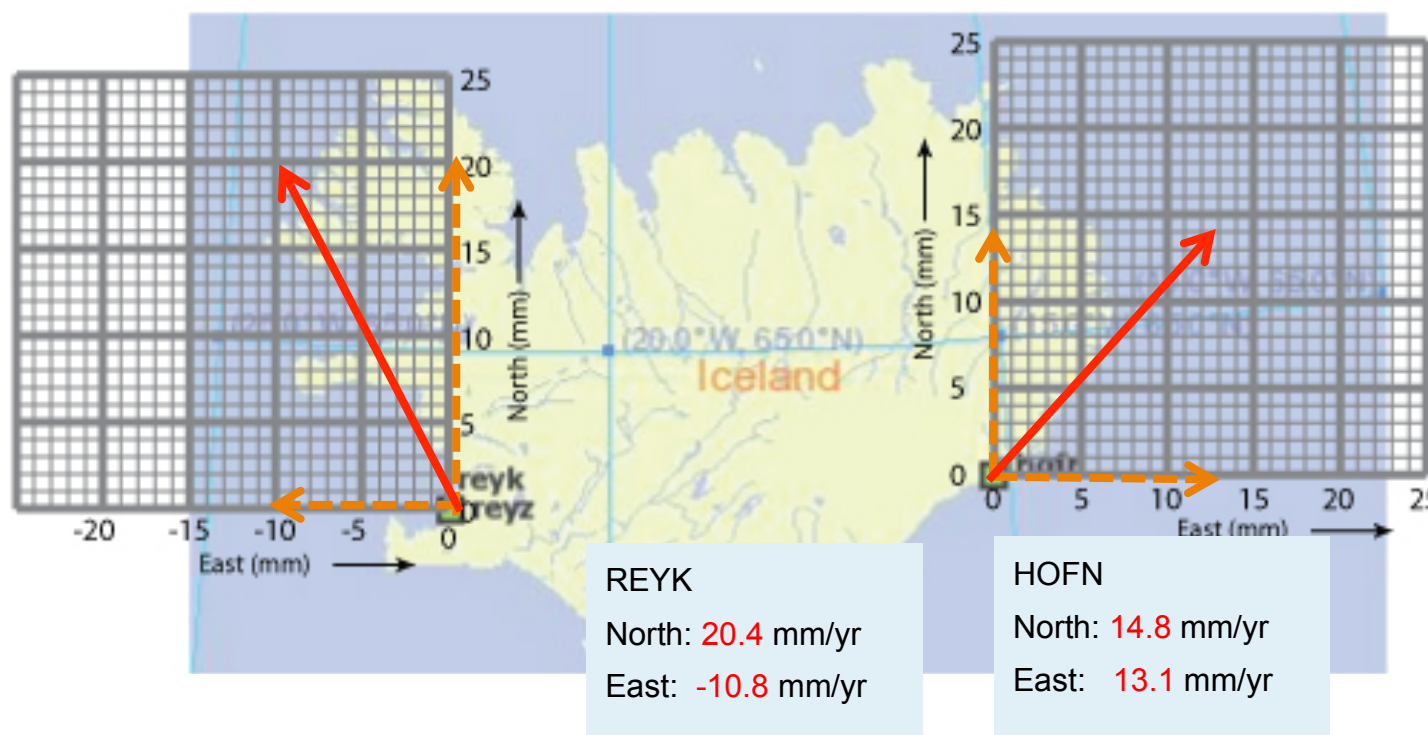 25
20
15
10
5
0
North (mm)
-20
-15
-10
-5
0
East (mm)
reyk
reyz
(20.0°W, 65.0°N)
Iceland
25
20
15
10
5
0
North (mm)
0
5
10
15
20
25
East (mm)
REYK
North: 20.4 mm/yr
East: -10.8 mm/yr
HOFN
North: 14.8 mm/yr
East: 13.1 mm/yr